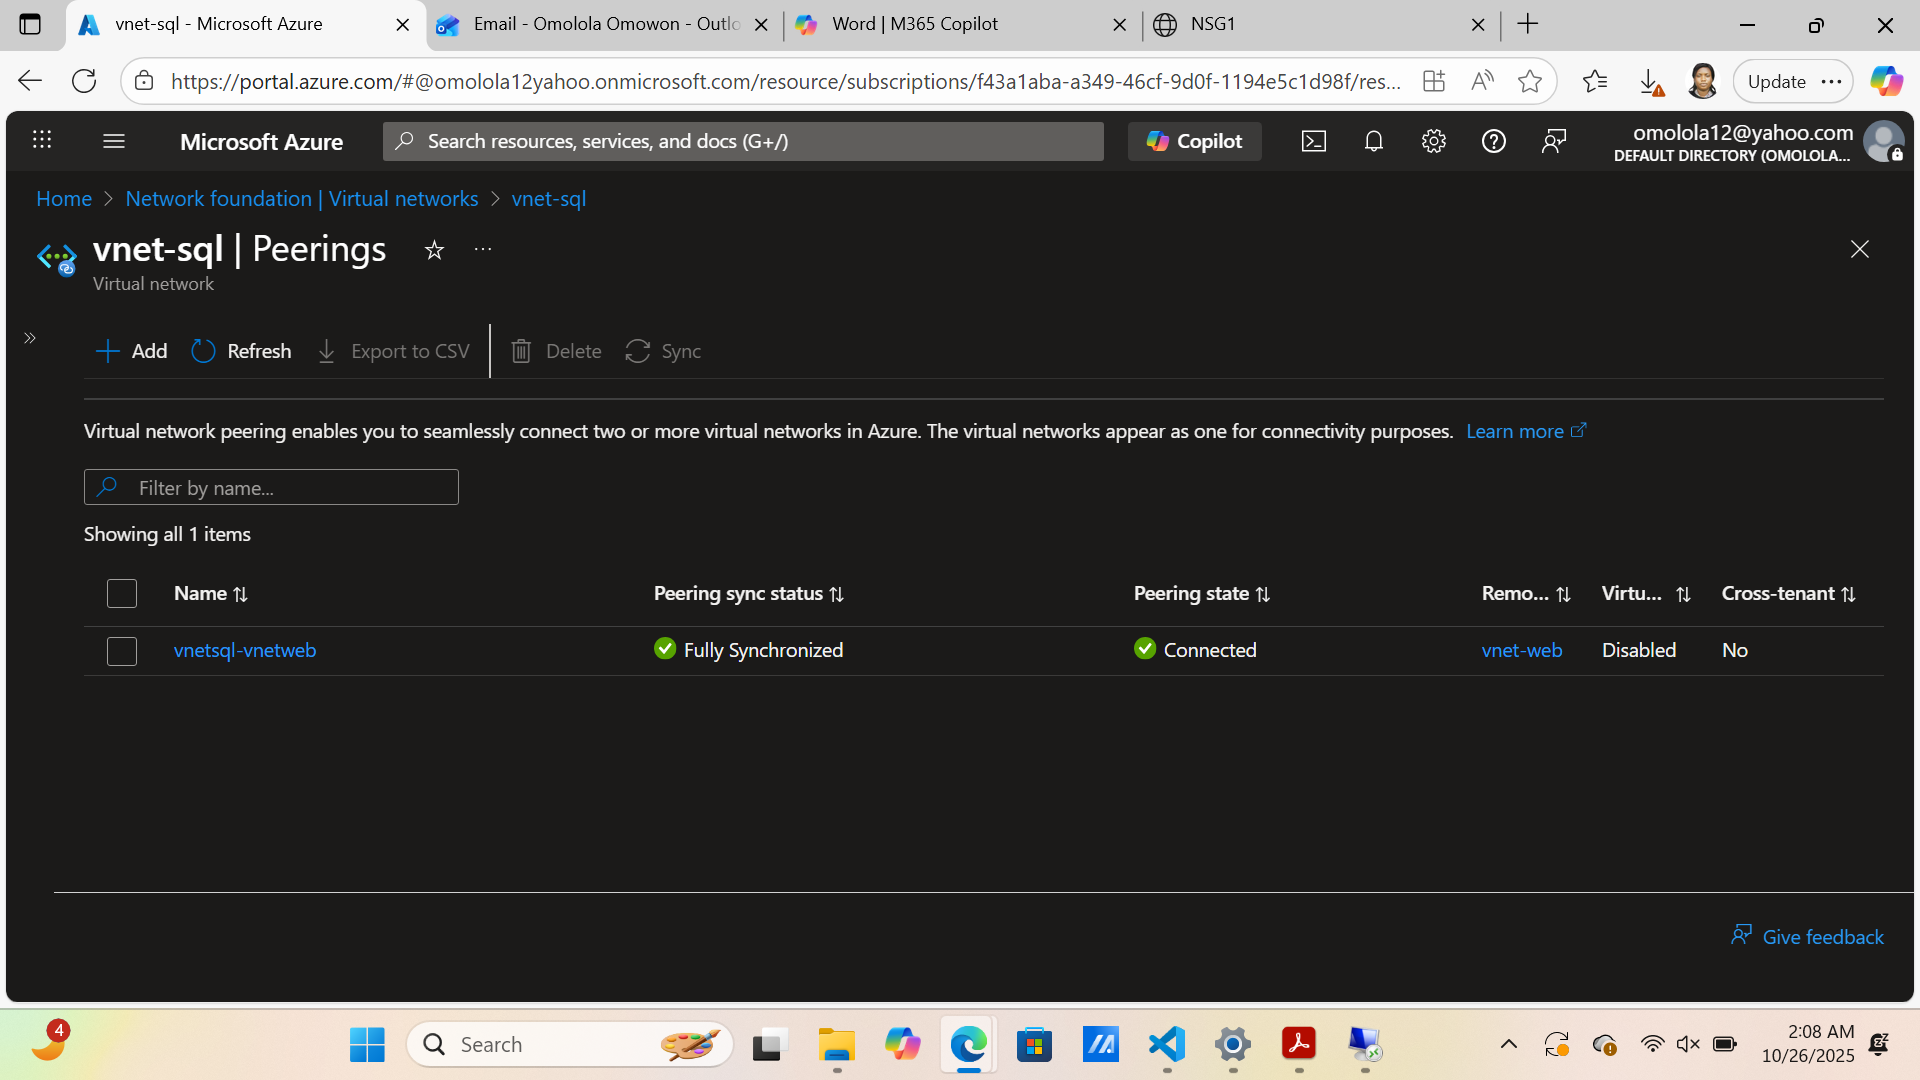 vnet-sql - Microsoft Azure
Email - Omolola Omowon - Outlo
Word | M365 Copilot
NSG1
https://portal.azure.com/#@omolola12yahoo.onmicrosoft.com/resource/subscriptions/f43a1aba-a349-46cf-9d0f-1194e5c1d98f/res...
Update
Microsoft Azure
Search resources, services, and docs (G+/)
Copilot
omolola12@yahoo.com
DEFAULT DIRECTORY (OMOLOLA...
Home > Network foundation | Virtual networks > vnet-sql
vnet-sql | Peerings
Virtual network
Add
Refresh
Export to CSV
Delete
Sync
Virtual network peering enables you to seamlessly connect two or more virtual networks in Azure. The virtual networks appear as one for connectivity purposes. Learn more
Filter by name...
Showing all 1 items
Name
Peering sync status
Peering state
Remo...
Virtu...
Cross-tenant
vnetsql-vnetweb
Fully Synchronized
Connected
vnet-web
Disabled
No
Give feedback
4
Search
2:08 AM
10/26/2025